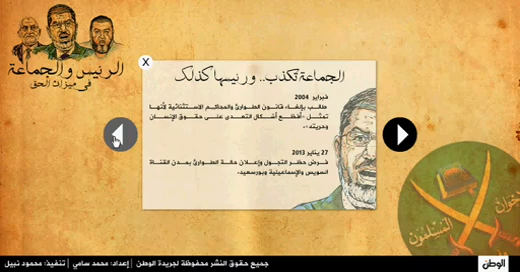 الرئيس والجماعة
في ميزان الحق
X
الجماعة تكذب.. ورئيسها كذلك
فبراير 2004
طالب بإلغاء قانون الطوارئ والمحاكم الاستثنائية لأنها
تمثل «أفظع أشكال التعدى على حقوق الإنسان
وحريته».
27 يناير 2013
فرض حظر التجول وإعلان حالة الطوارئ بمدن القناة
السويس والإسماعيلية وبورسعيد»
الإخوان
المسلمون
جميع حقوق النشر محفوظة لجريدة الوطن | إعداد: محمد سامي | تنفيذ: محمود نبيل
الوطن